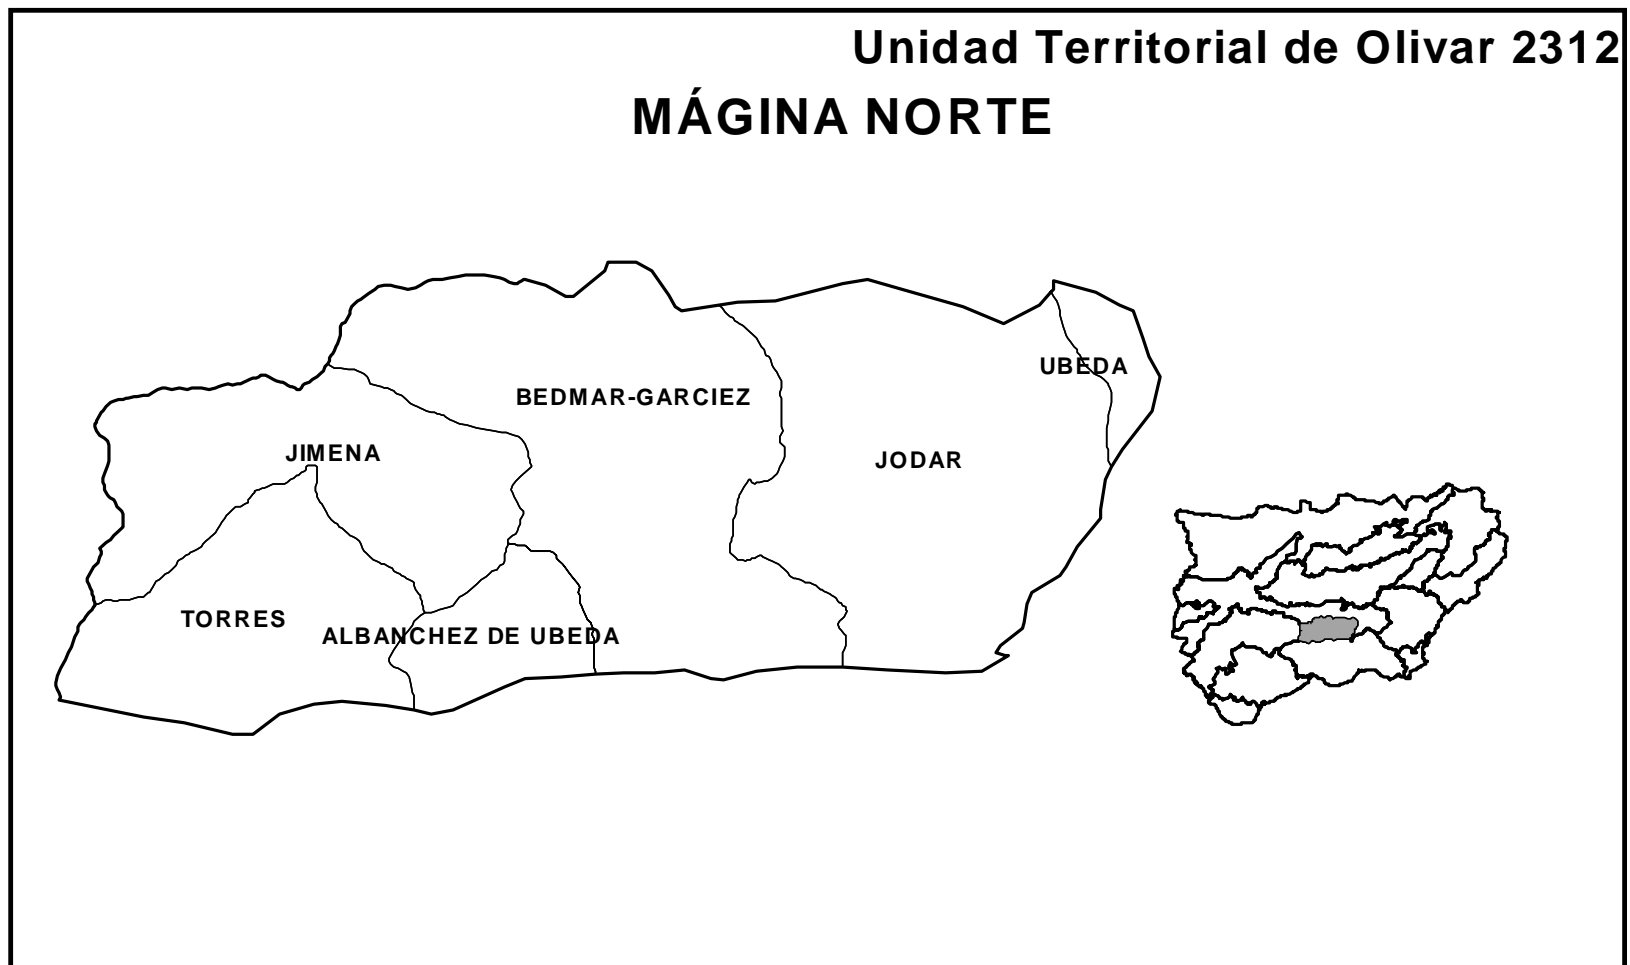 Unidad Territorial de Olivar 2312
MÁGINA NORTE
UBEDA
BEDMAR-GARCIEZ
JIMENA
JODAR
TORRES
ALBANCHEZ DE UBEDA